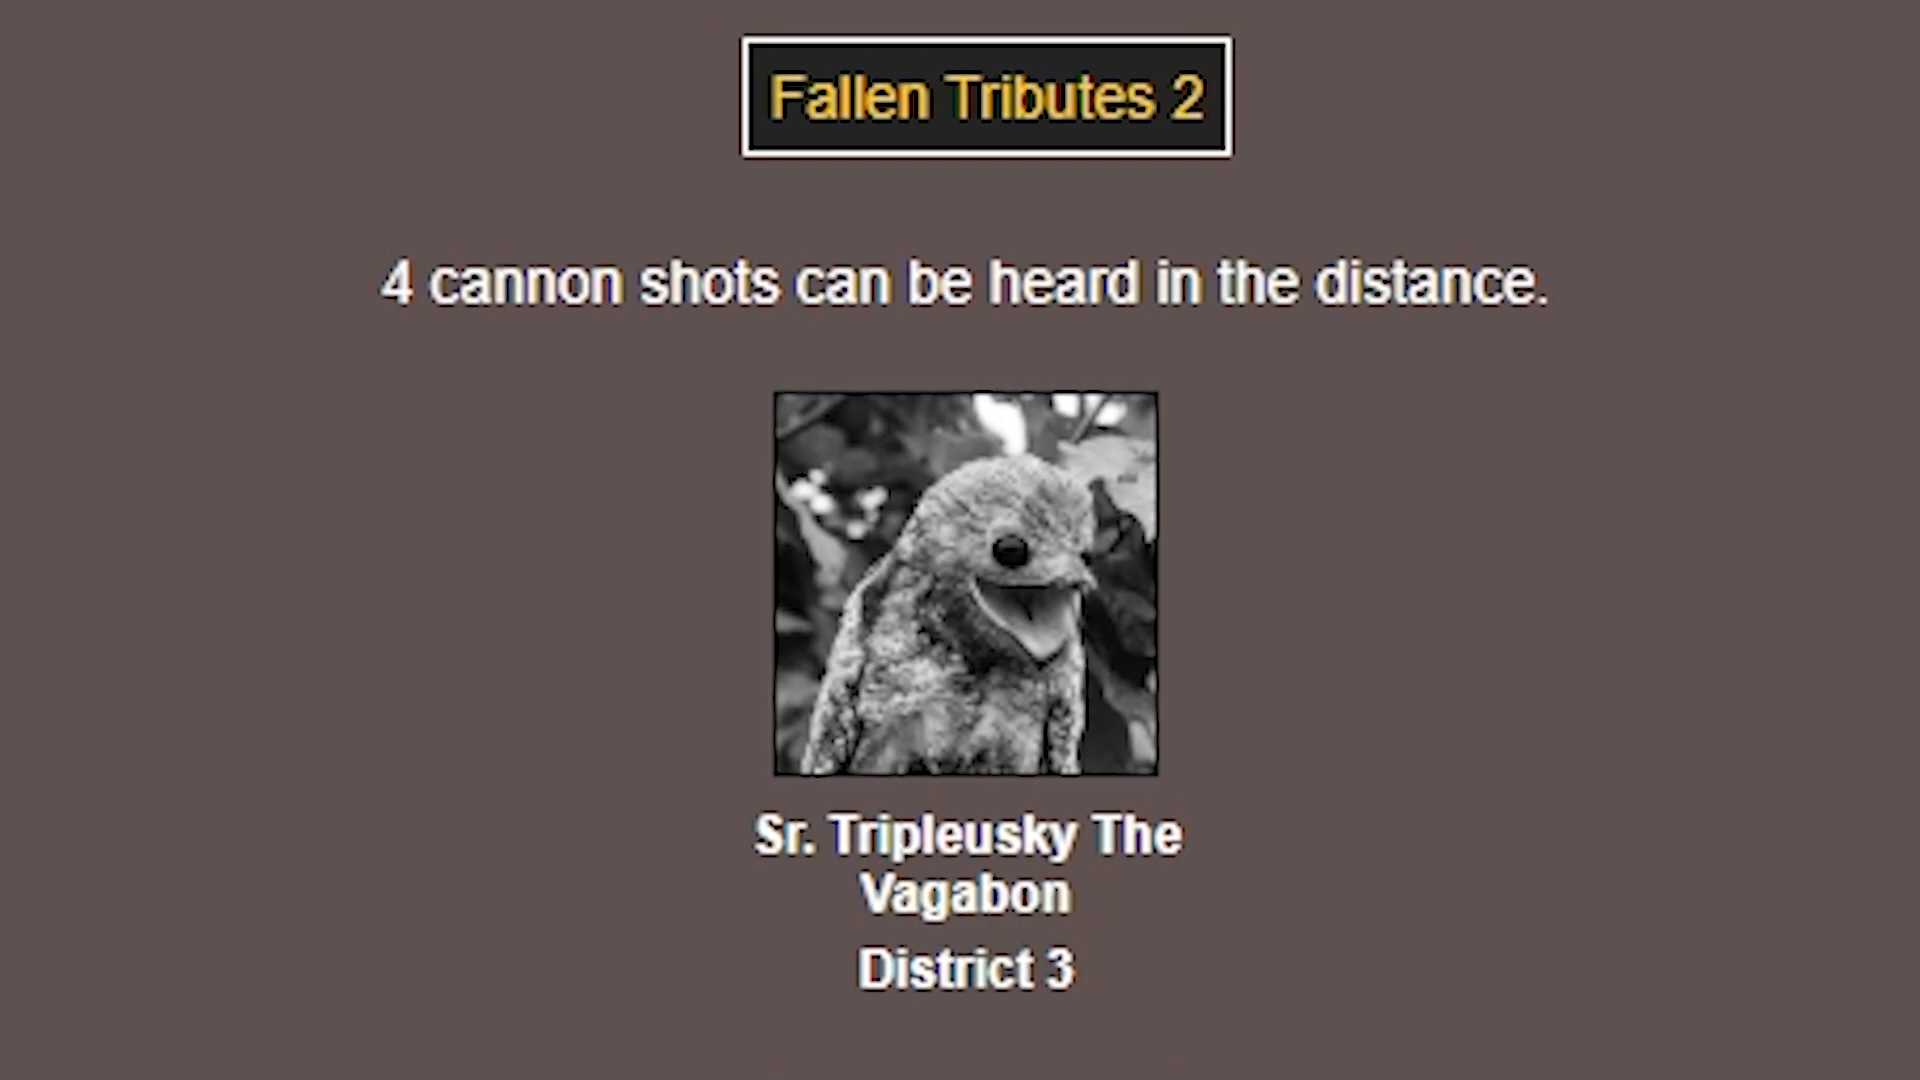 Fallen Tributes 2
4 cannon shots can be heard in the distance.
Sr. Tripleusky The
Vagabon
District 3